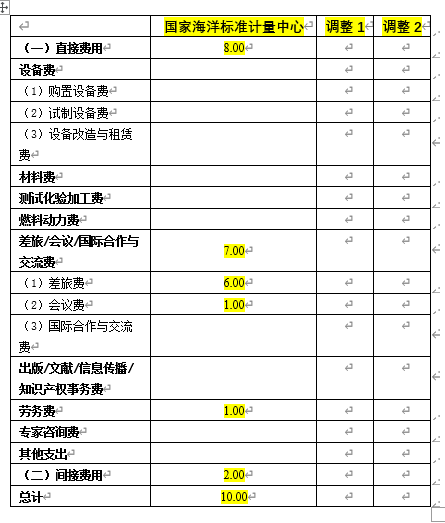 国家海洋标准计量中心 调整 1 调整 2
（一）直接费用 8.00
设备费
（1）购置设备费
（2）试制设备费
（3）设备改造与租赁
费
材料费
测试化验加工费
燃料动力费
差旅/会议/国际合作与
交流费 7.00
（1）差旅费 6.00
（2）会议费 1.00
（3）国际合作与交流
费
出版/文献/信息传播/
知识产权事务费
劳务费 1.00
专家咨询费
其他支出
（二）间接费用 2.00
总计 10.00